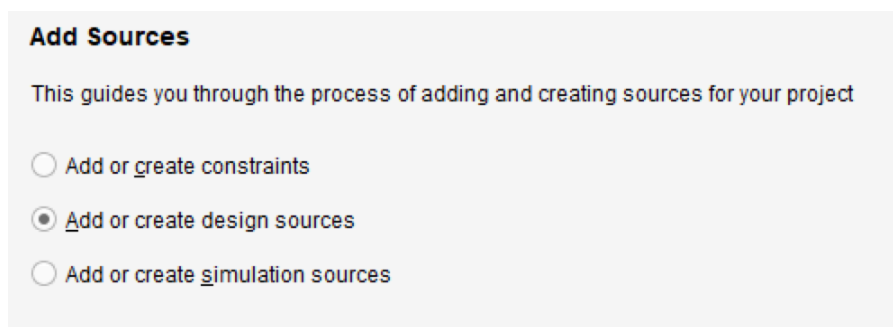 Add Sources
This guides you through the process of adding and creating sources for your project
Add or create constraints
Add or create design sources
Add or create simulation sources